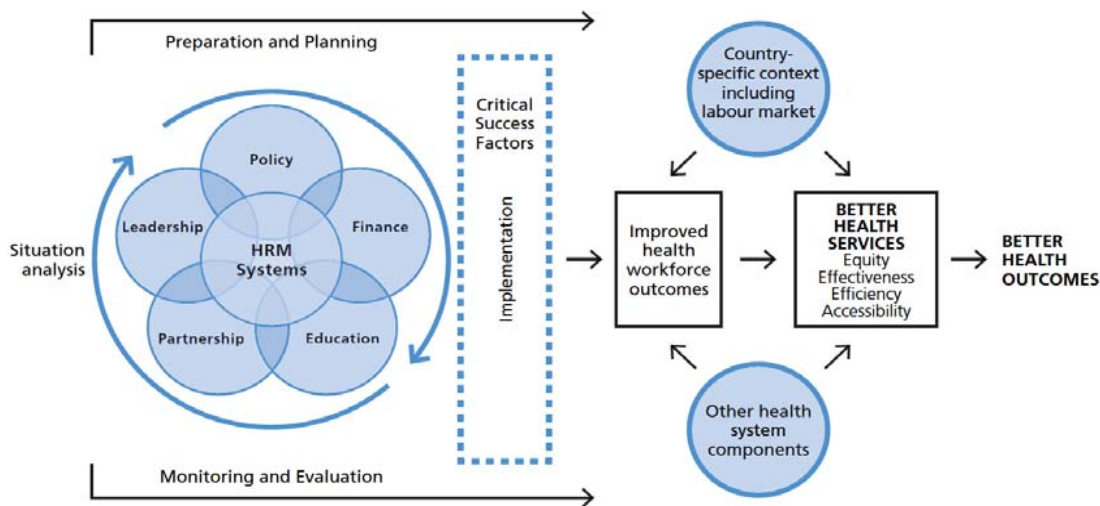 Preparation and Planning
Situation
analysis
Policy
Leadership
Finance
HRM
Systems
Partnership
Education
Monitoring and Evaluation
Critical
Success
Factors
Implementation
Country-
specific context
including
labour market
Improved
health
workforce
outcomes
BETTER
HEALTH
SERVICES
Equity
Effectiveness
Efficiency
Accessibility
BETTER
HEALTH
OUTCOMES
Other health
system
components